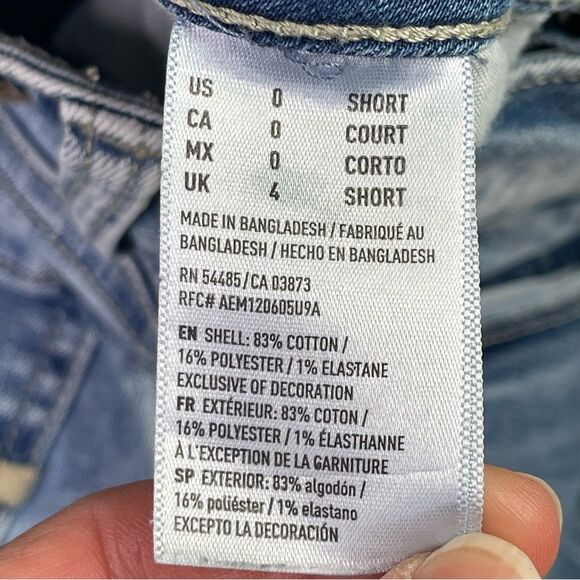 US 0 SHORT
CA 0 COURT
MX 0 CORTO
UK 4 SHORT
MADE IN BANGLADESH / FABRIQUÉ AU
BANGLADESH / HECHO EN BANGLADESH
RN 54485/CA 03873
RFC# AEM120605U9A
EN SHELL: 83% COTTON /
16% POLYESTER / 1% ELASTANE
EXCLUSIVE OF DECORATION
FR EXTÉRIEUR: 83% COTON /
16% POLYESTER / 1% ÉLASTHANNE
À L'EXCEPTION DE LA GARNITURE
SP EXTERIOR: 83% algodón /
16% poliéster / 1% elastano
EXCEPTO LA DECORACIÓN